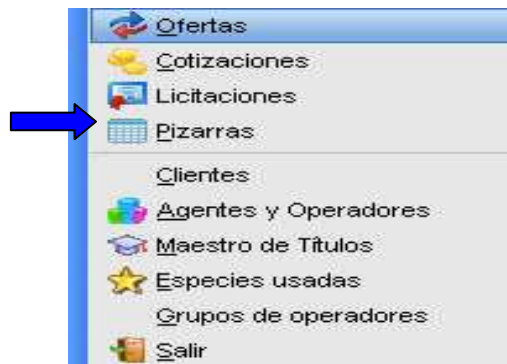 Ofertas
Cotizaciones
Licitaciones
Pizarras
Clientes
Agentes y Operadores
Maestro de Títulos
Especies usadas
Grupos de operadores
Salir